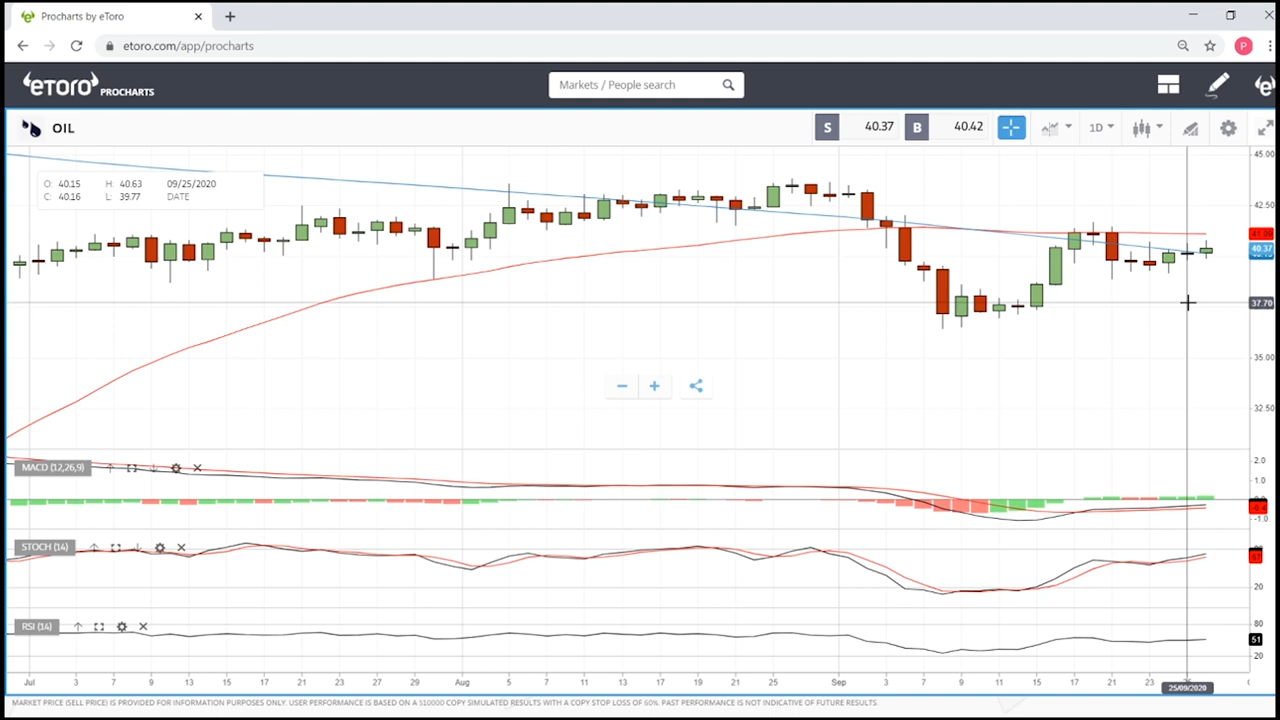 Procharts by eToro
etoro.com/app/procharts
P
eToro PROCHARTS
Markets / People search
OIL
S 40.37 B 40.42
1D
O: 40.15 H: 40.63 09/25/2020
C: 40.16 L: 39.77 DATE
45.00
42.50
40.37
37.70
35.00
32.50
MACD (12,26,9)
2.0
1.0
-1.0
STOCH (14)
20
RSI (14)
80
51
20
Jul 3 7 9 13 15 17 21 23 27 29 Aug 5 7 11 13 17 19 21 25 Sep 3 7 9 11 15 17 21 23
25/09/2020
MARKET PRICE (SELL PRICE) IS PROVIDED FOR INFORMATION PURPOSES ONLY. USER PERFORMANCE IS BASED ON A $10000 COPY SIMULATED RESULTS WITH A COPY STOP LOSS OF 60%. PAST PERFORMANCE IS NOT INDICATIVE OF FUTURE RESULTS.